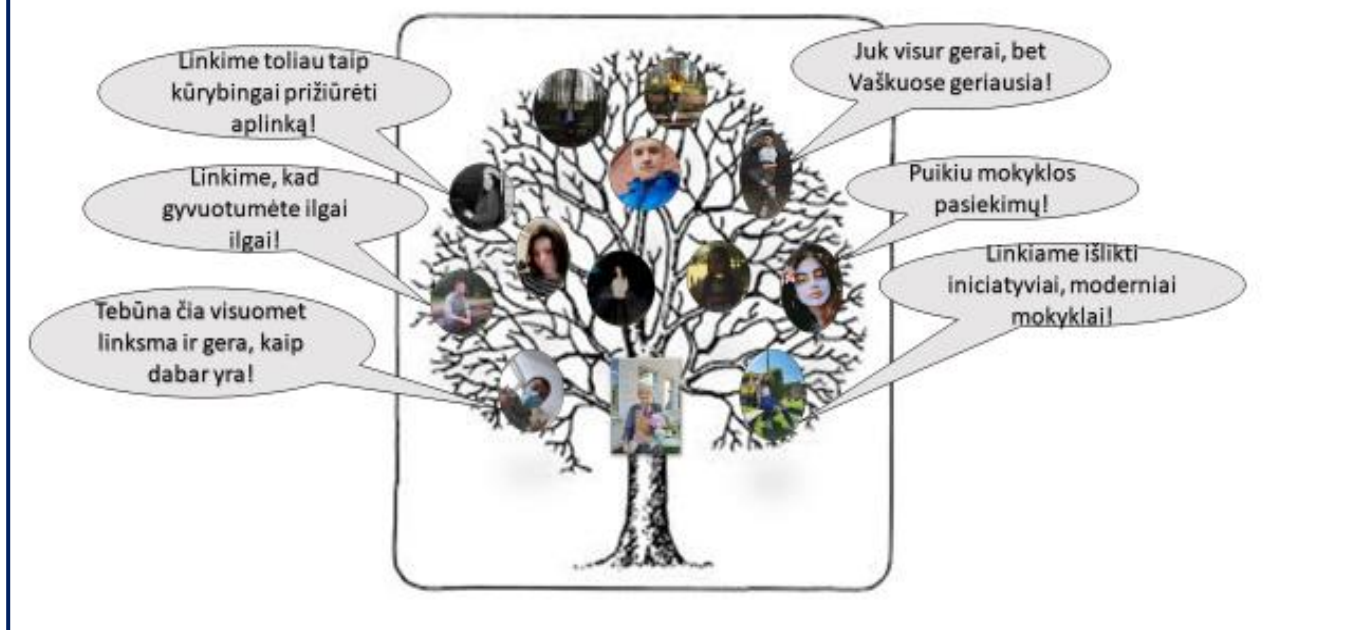 Linkime toliau taip
kūrybingai prižiūrėti
aplinką!
Linkime, kad
gyvuotumėte ilgai
ilgai!
Tebūna čia visuomet
linksma ir gera, kaip
dabar yra!
Juk visur gerai, bet
Vaškuose geriausia!
Puikiu mokyklos
pasiekimų!
Linkiame išlikti
iniciatyviai, moderniai
mokyklai!